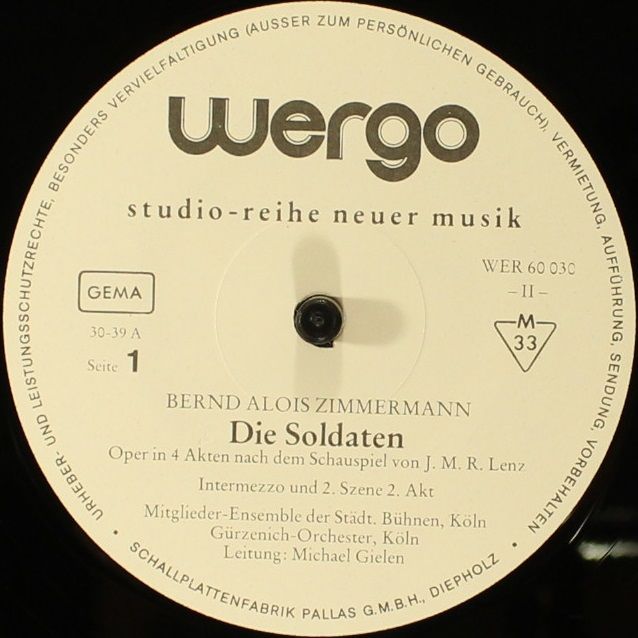 URHEBER- UND LEISTUNGSSCHUTZRECHTE, BESONDERS VERVIELFÄLTIGUNG (AUSSER ZUM PERSÖNLICHEN GEBRAUCH), VERMIETUNG, AUFFÜHRUNG, SENDUNG, VORBEHALTEN
wergo
studio-reihe neuer musik
GEMA
WER 60 030
– II –
30-39 A
M
33
Seite 1
BERND ALOIS ZIMMERMANN
Die Soldaten
Oper in 4 Akten nach dem Schauspiel von J. M. R. Lenz
Intermezzo und 2. Szene 2. Akt
Mitglieder-Ensemble der Städt. Bühnen, Köln
Gürzenich-Orchester, Köln
Leitung: Michael Gielen
• SCHALLPLATTENFABRIK PALLAS G.M.B.H., DIEPHOLZ •